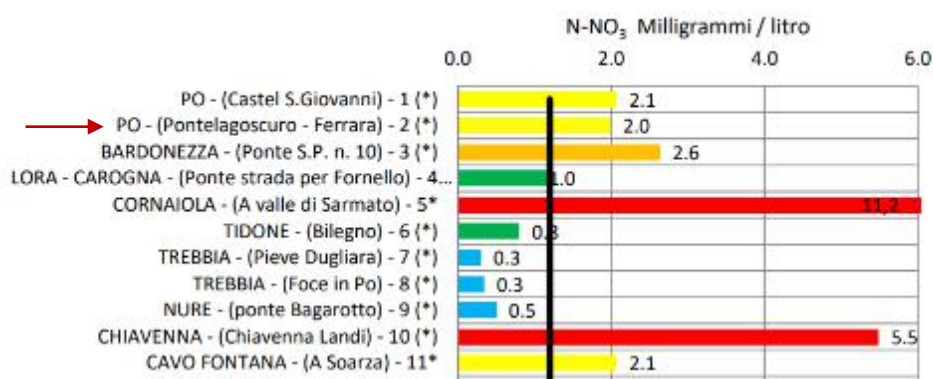 N-NO₃ Milligrammi / litro
0.0 2.0 4.0 6.0
PO - (Castel S.Giovanni) - 1 (*) 2.1
PO - (Pontelagoscuro - Ferrara) - 2 (*) 2.0
BARDONEZZA - (Ponte S.P. n. 10) - 3 (*) 2.6
LORA - CAROGNA - (Ponte strada per Fornello) - 4... 1.0
CORNAIOLA - (A valle di Sarmato) - 5* 11,2
TIDONE - (Bilegno) - 6 (*) 0.8
TREBBIA - (Pieve Dugliara) - 7 (*) 0.3
TREBBIA - (Foce in Po) - 8 (*) 0.3
NURE - (ponte Bagarotto) - 9 (*) 0.5
CHIAVENNA - (Chiavenna Landi) - 10 (*) 5.5
CAVO FONTANA - (A Soarza) - 11* 2.1